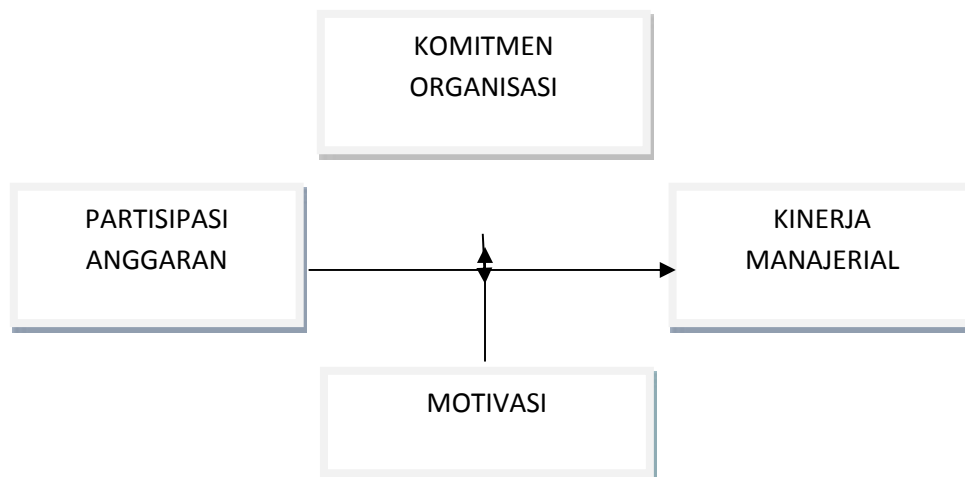 KOMITMEN
ORGANISASI
PARTISIPASI
ANGGARAN
KINERJA
MANAJERIAL
MOTIVASI